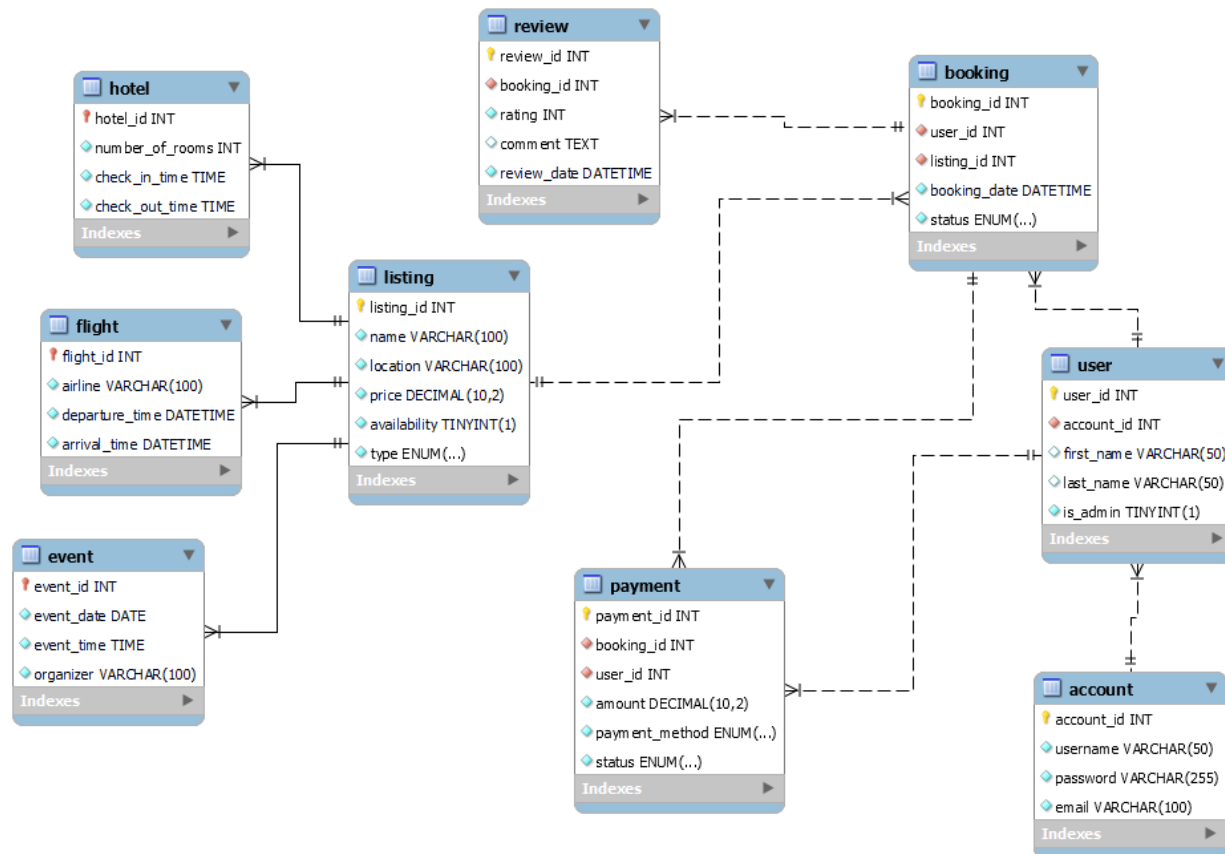 review
review_id INT
booking_id INT
rating INT
comment TEXT
review_date DATETIME
Indexes
booking
booking_id INT
user_id INT
listing_id INT
booking_date DATETIME
status ENUM(...)
Indexes
hotel
hotel_id INT
number_of_rooms INT
check_in_time TIME
check_out_time TIME
Indexes
listing
listing_id INT
name VARCHAR(100)
location VARCHAR(100)
price DECIMAL(10,2)
availability TINYINT(1)
type ENUM(...)
Indexes
flight
flight_id INT
airline VARCHAR(100)
departure_time DATETIME
arrival_time DATETIME
Indexes
user
user_id INT
account_id INT
first_name VARCHAR(50)
last_name VARCHAR(50)
is_admin TINYINT(1)
Indexes
event
event_id INT
event_date DATE
event_time TIME
organizer VARCHAR(100)
Indexes
payment
payment_id INT
booking_id INT
user_id INT
amount DECIMAL(10,2)
payment_method ENUM(...)
status ENUM(...)
Indexes
account
account_id INT
username VARCHAR(50)
password VARCHAR(255)
email VARCHAR(100)
Indexes